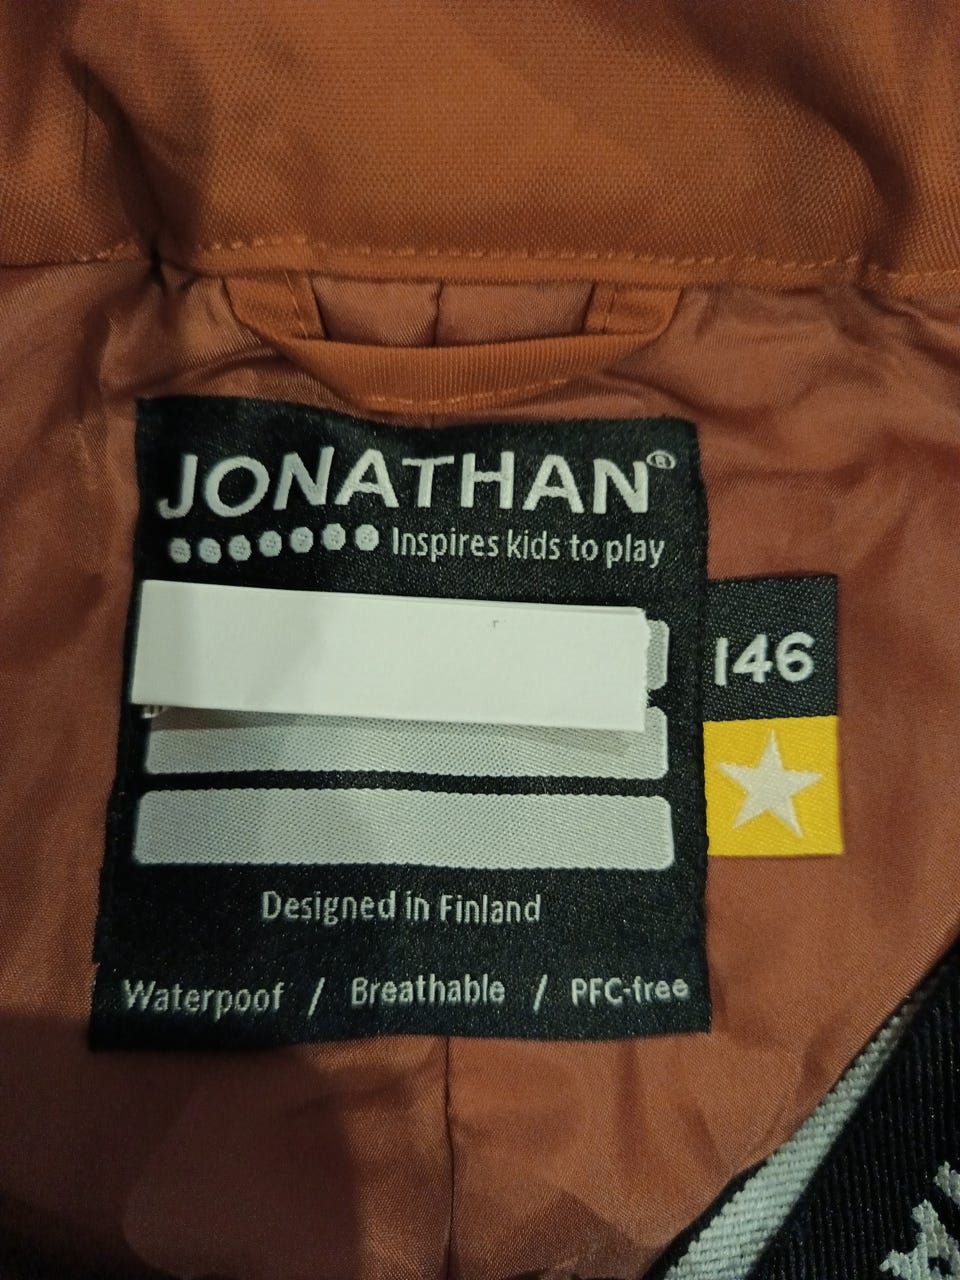 JONATHAN®
Inspires kids to play
146
Designed in Finland
Waterpoof / Breathable / PFC-free